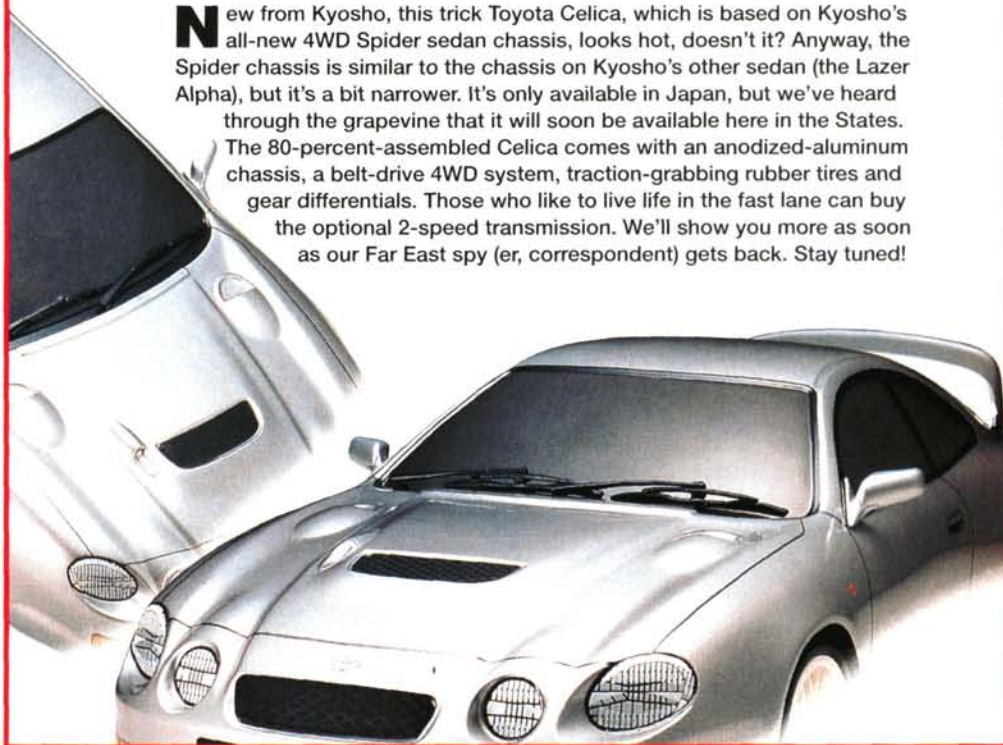 New from Kyosho, this trick Toyota Celica, which is based on Kyosho's
all-new 4WD Spider sedan chassis, looks hot, doesn't it? Anyway, the
Spider chassis is similar to the chassis on Kyosho's other sedan (the Lazer
Alpha), but it's a bit narrower. It's only available in Japan, but we've heard
through the grapevine that it will soon be available here in the States.
The 80-percent-assembled Celica comes with an anodized-aluminum
chassis, a belt-drive 4WD system, traction-grabbing rubber tires and
gear differentials. Those who like to live life in the fast lane can buy
the optional 2-speed transmission. We'll show you more as soon
as our Far East spy (er, correspondent) gets back. Stay tuned!